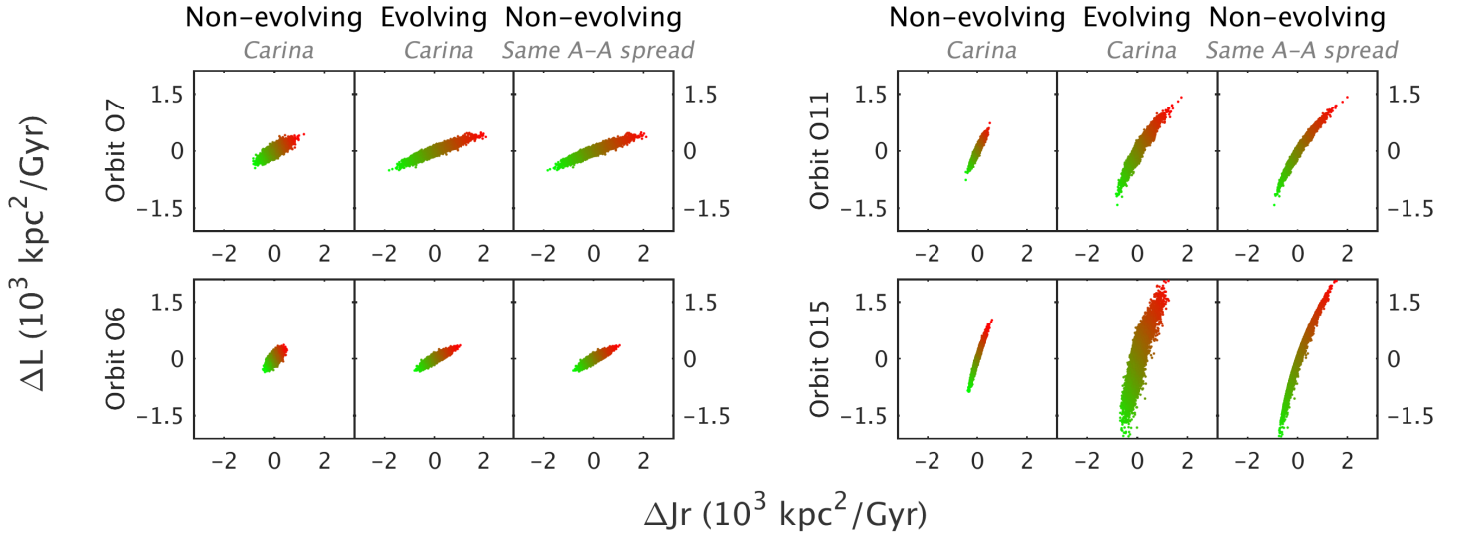 Non-evolving Evolving Non-evolving Non-evolving Evolving Non-evolving
Carina Carina Same A-A spread Carina Carina Same A-A spread
ΔL (10³ kpc²/Gyr)
Orbit O7
1.5
0
−1.5
1.5
0
−1.5
−2 0 2 −2 0 2 −2 0 2
Orbit O11
1.5
0
−1.5
1.5
0
−1.5
−2 0 2 −2 0 2 −2 0 2
Orbit O6
1.5
0
−1.5
1.5
0
−1.5
−2 0 2 −2 0 2 −2 0 2
Orbit O15
1.5
0
−1.5
1.5
0
−1.5
−2 0 2 −2 0 2 −2 0 2
ΔJr (10³ kpc²/Gyr)